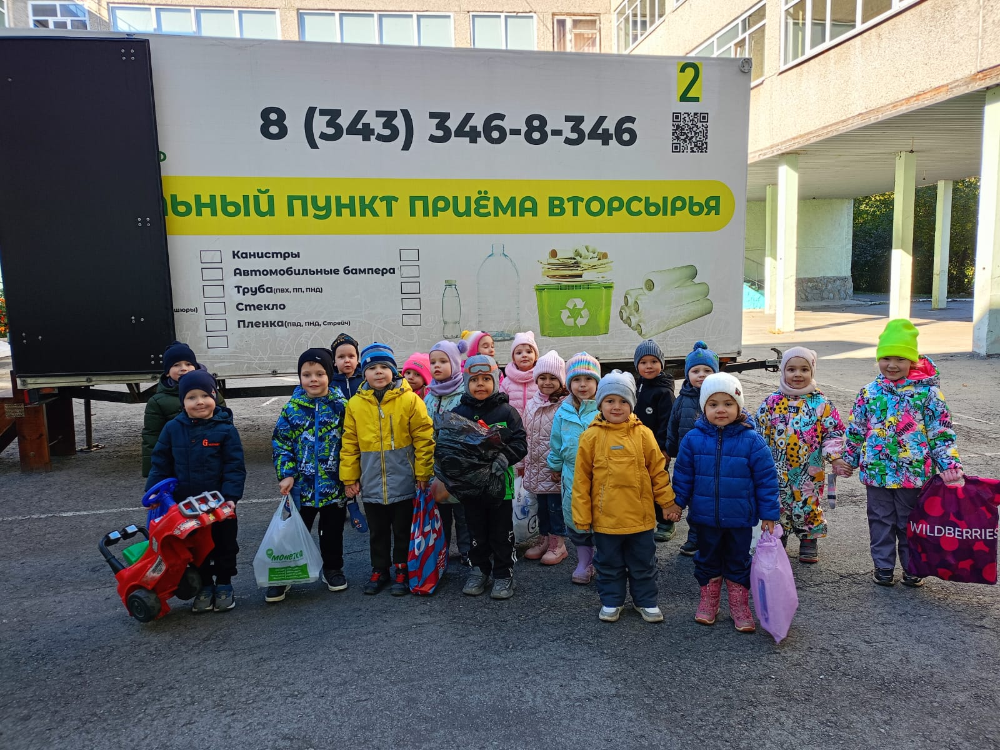 2
8 (343) 346-8-346
льный пункт приёма вторсырья
Канистры
Автомобильные бампера
Труба(пвх, пп, пнд)
Стекло
шюры)
Пленка(пвд, пнд, Стрейч)
монетка
WILDBERRIES